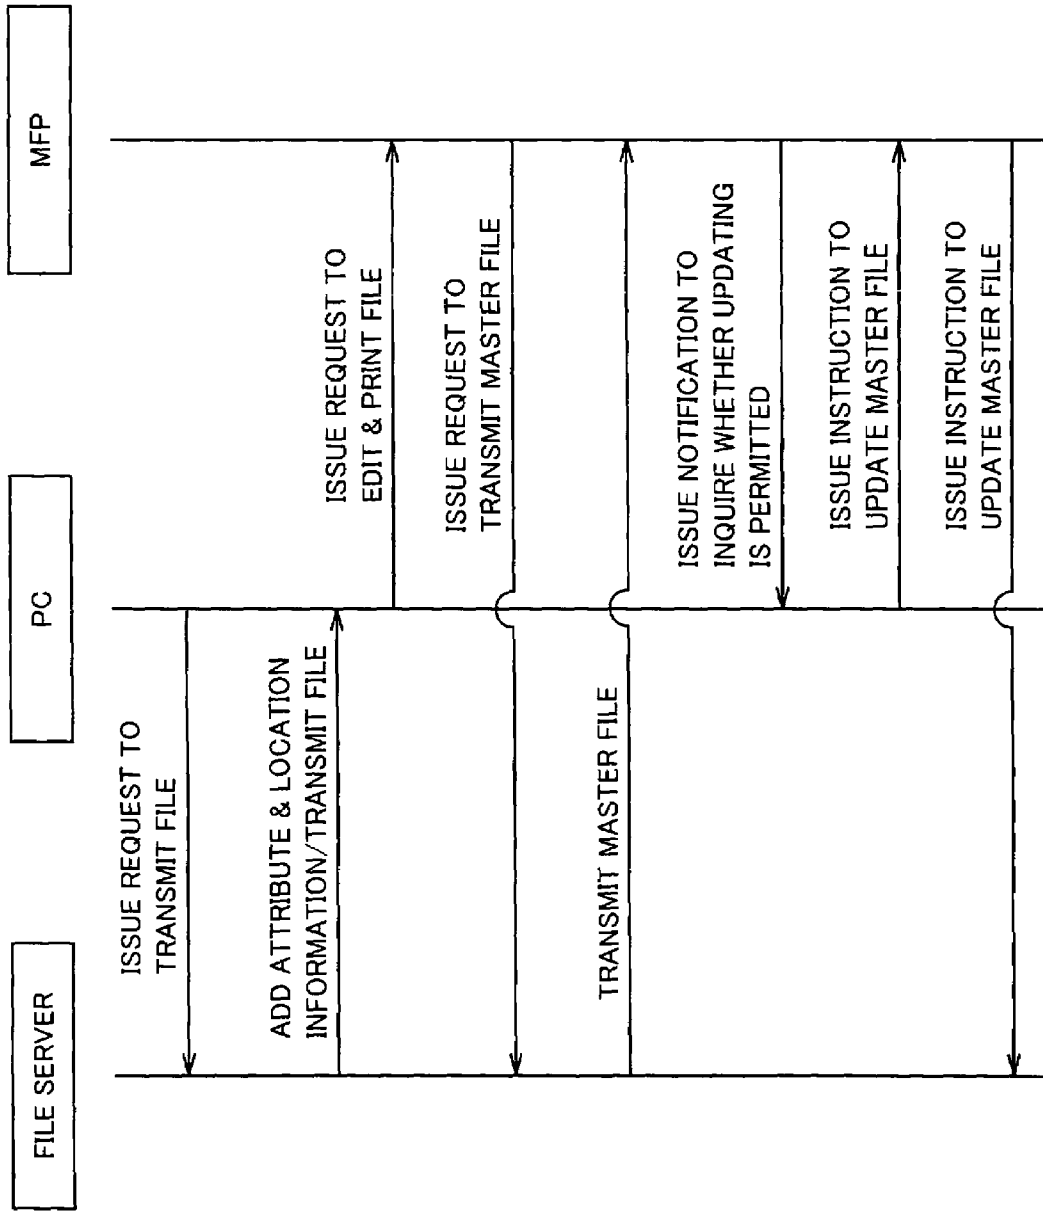 FILE SERVER
PC
MFP
ISSUE REQUEST TO
TRANSMIT FILE
ADD ATTRIBUTE & LOCATION
INFORMATION/TRANSMIT FILE
ISSUE REQUEST TO
EDIT & PRINT FILE
ISSUE REQUEST TO
TRANSMIT MASTER FILE
TRANSMIT MASTER FILE
ISSUE NOTIFICATION TO
INQUIRE WHETHER UPDATING
IS PERMITTED
ISSUE INSTRUCTION TO
UPDATE MASTER FILE
ISSUE INSTRUCTION TO
UPDATE MASTER FILE